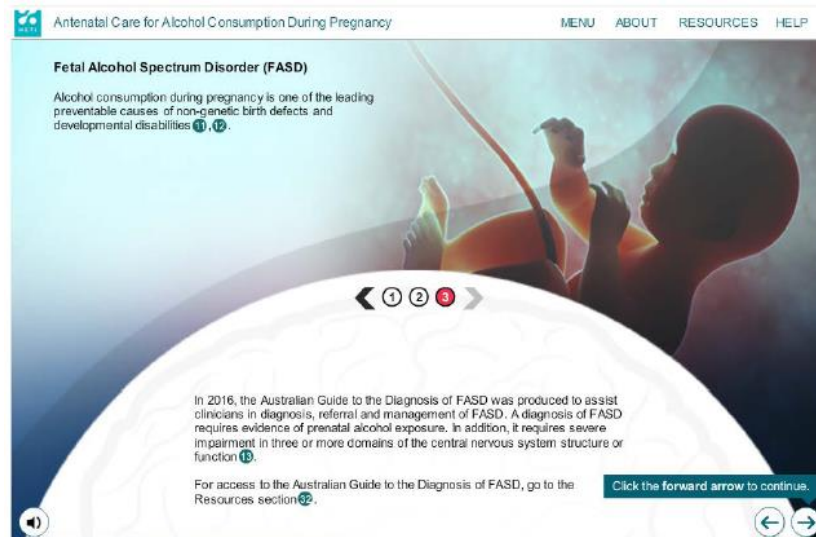 HETI
Antenatal Care for Alcohol Consumption During Pregnancy
MENU ABOUT RESOURCES HELP
Fetal Alcohol Spectrum Disorder (FASD)
Alcohol consumption during pregnancy is one of the leading
preventable causes of non-genetic birth defects and
developmental disabilities 11, 12.
1 2 3
In 2016, the Australian Guide to the Diagnosis of FASD was produced to assist
clinicians in diagnosis, referral and management of FASD. A diagnosis of FASD
requires evidence of prenatal alcohol exposure. In addition, it requires severe
impairment in three or more domains of the central nervous system structure or
function 13.
For access to the Australian Guide to the Diagnosis of FASD, go to the
Resources section 32.
Click the forward arrow to continue.